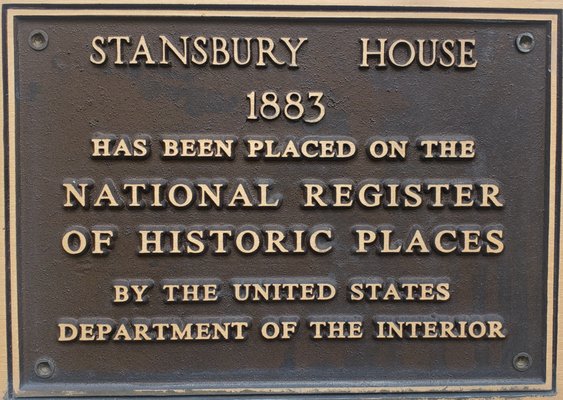 STANSBURY HOUSE
1883
HAS BEEN PLACED ON THE
NATIONAL REGISTER
OF HISTORIC PLACES
BY THE UNITED STATES
DEPARTMENT OF THE INTERIOR